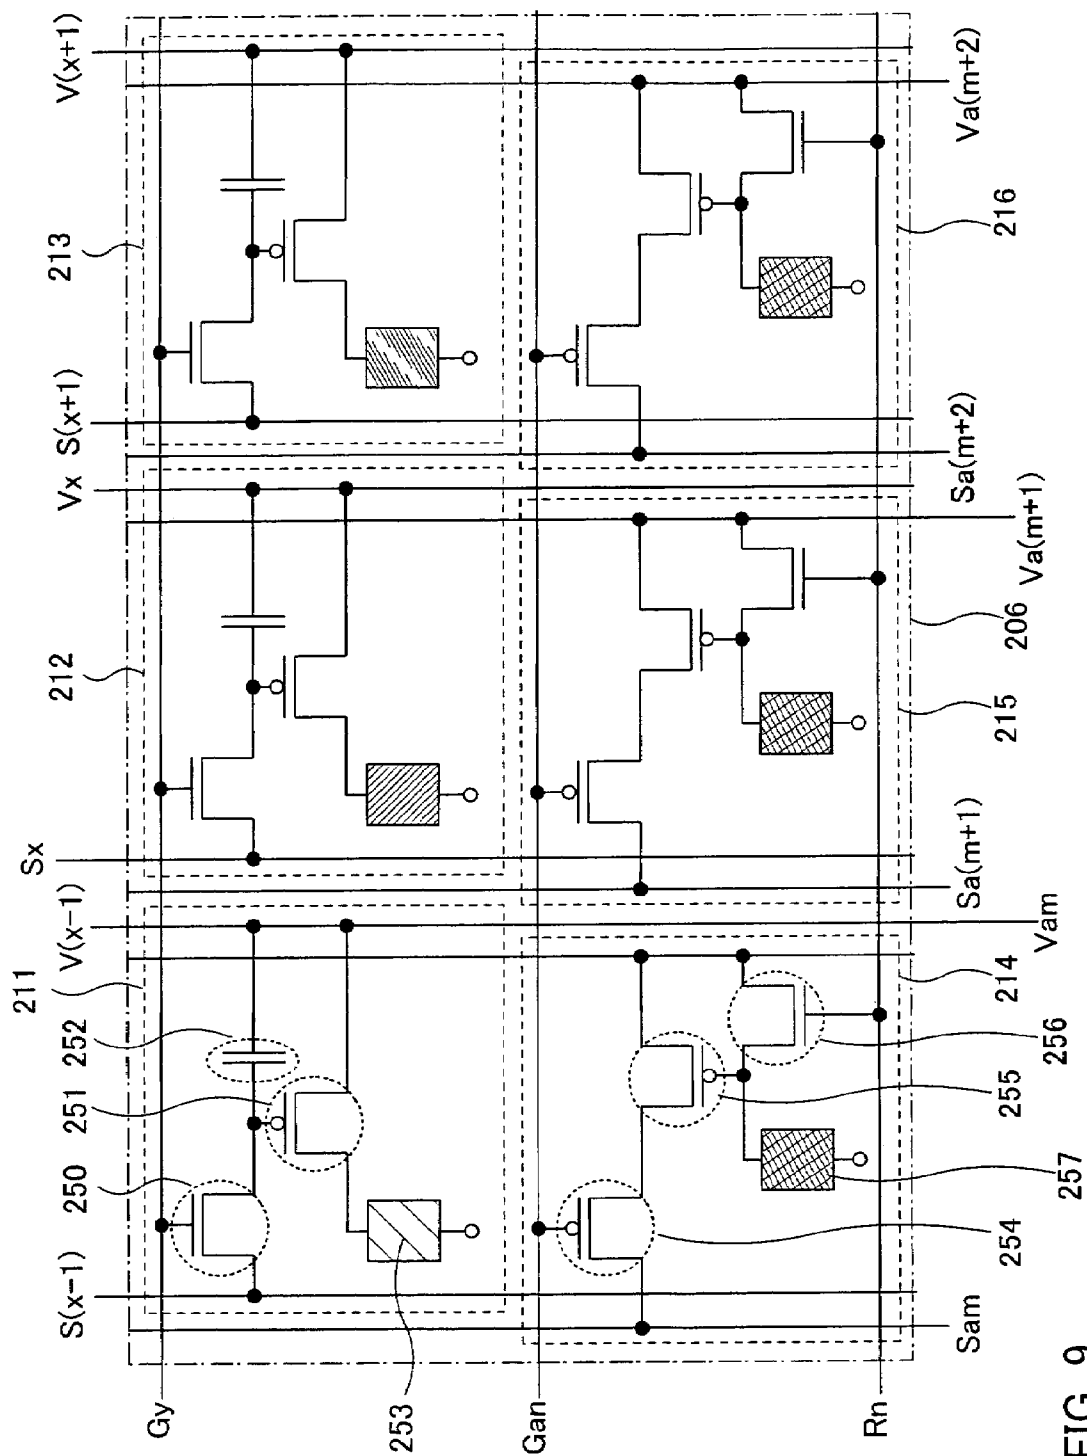 V(x+1)
213
S(x+1)
Vx
212
Sx
V(x−1)
211
252
251
250
S(x−1)
Gy
253
Gan
Rn
Va(m+2)
216
Sa(m+2)
Va(m+1)
206
215
Sa(m+1)
Vam
214
256
255
257
254
Sam
FIG. 9